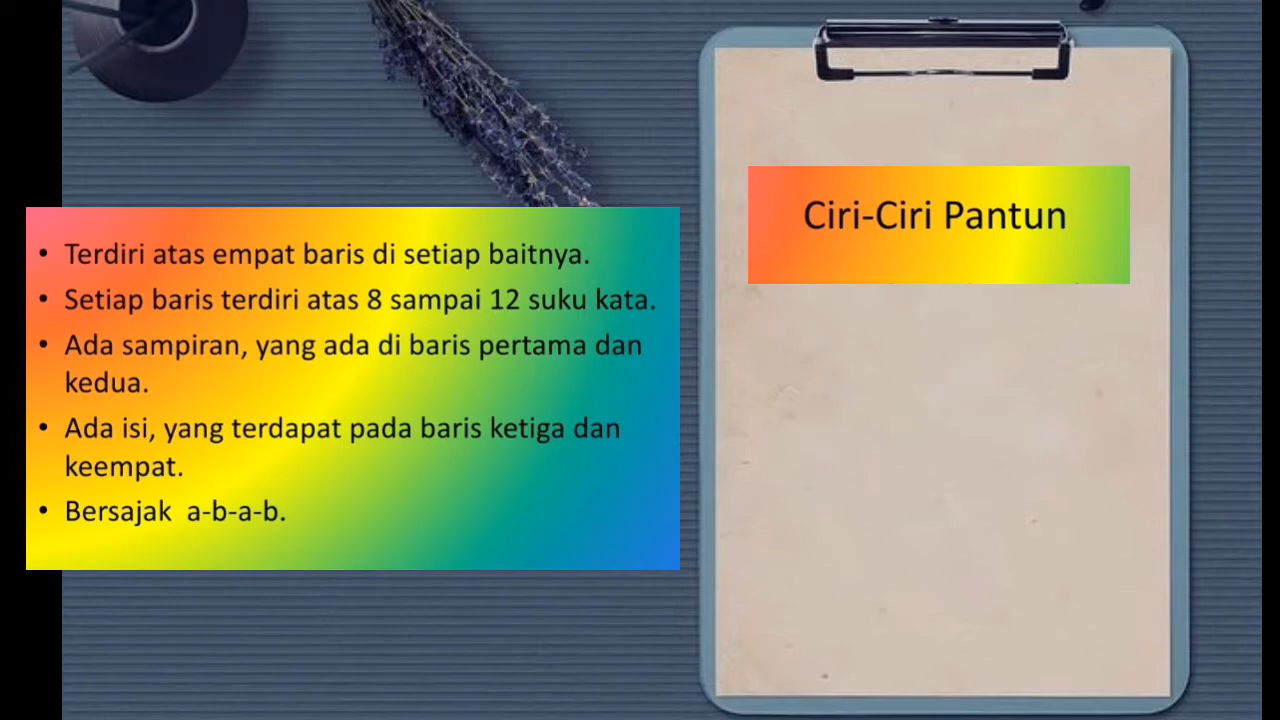 Ciri-Ciri Pantun
• Terdiri atas empat baris di setiap baitnya.
• Setiap baris terdiri atas 8 sampai 12 suku kata.
• Ada sampiran, yang ada di baris pertama dan
kedua.
• Ada isi, yang terdapat pada baris ketiga dan
keempat.
• Bersajak  a-b-a-b.